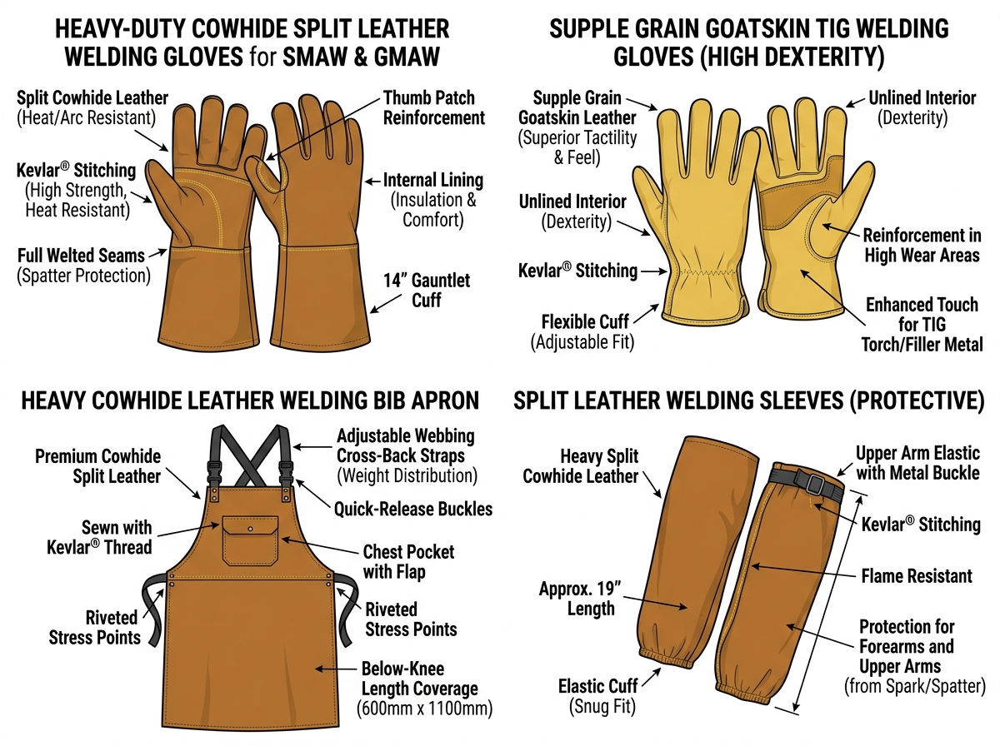 HEAVY-DUTY COWHIDE SPLIT LEATHER
WELDING GLOVES for SMAW & GMAW
Split Cowhide Leather
(Heat/Arc Resistant)
Kevlar® Stitching
(High Strength,
Heat Resistant)
Full Welted Seams
(Spatter Protection)
Thumb Patch
Reinforcement
Internal Lining
(Insulation &
Comfort)
14” Gauntlet
Cuff
SUPPLE GRAIN GOATSKIN TIG WELDING
GLOVES (HIGH DEXTERITY)
Supple Grain
Goatskin Leather
(Superior Tactility
& Feel)
Unlined Interior
(Dexterity)
Kevlar® Stitching
Flexible Cuff
(Adjustable Fit)
Unlined Interior
(Dexterity)
Reinforcement in
High Wear Areas
Enhanced Touch
for TIG
Torch/Filler Metal
HEAVY COWHIDE LEATHER WELDING BIB APRON
Premium Cowhide
Split Leather
Sewn with
Kevlar® Thread
Riveted
Stress Points
Adjustable Webbing
Cross-Back Straps
(Weight Distribution)
Quick-Release Buckles
Chest Pocket
with Flap
Riveted
Stress Points
Below-Knee
Length Coverage
(600mm x 1100mm)
SPLIT LEATHER WELDING SLEEVES (PROTECTIVE)
Heavy Split
Cowhide Leather
Approx. 19”
Length
Elastic Cuff
(Snug Fit)
Upper Arm Elastic
with Metal Buckle
Kevlar® Stitching
Flame Resistant
Protection for
Forearms and
Upper Arms
(from Spark/Spatter)